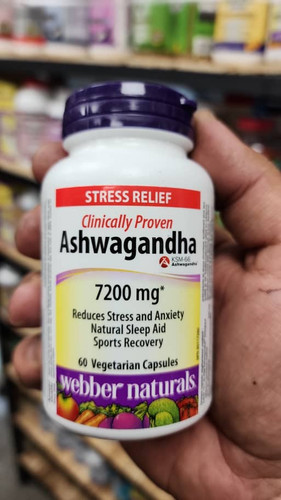 STRESS RELIEF
Clinically Proven
Ashwagandha
KSM-66
Ashwagandha
7200 mg*
Reduces Stress and Anxiety
Natural Sleep Aid
Sports Recovery
60 Vegetarian Capsules
webber naturals